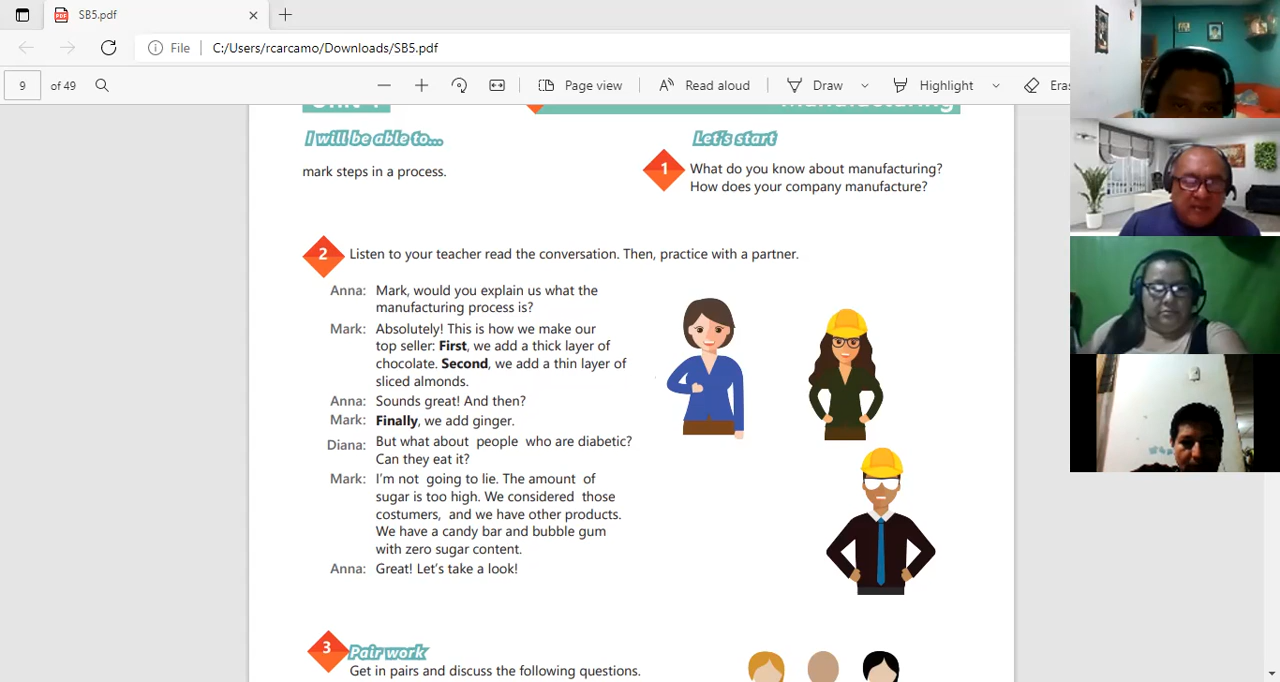 SB5.pdf
File
C:/Users/rcarcamo/Downloads/SB5.pdf
9 of 49
Page view
Read aloud
Draw
Highlight
Eras
I will be able to...
Let's start
mark steps in a process.
1
What do you know about manufacturing?
How does your company manufacture?
2
Listen to your teacher read the conversation. Then, practice with a partner.
Anna: Mark, would you explain us what the
manufacturing process is?
Mark: Absolutely! This is how we make our
top seller: First, we add a thick layer of
chocolate. Second, we add a thin layer of
sliced almonds.
Anna: Sounds great! And then?
Mark: Finally, we add ginger.
Diana: But what about people who are diabetic?
Can they eat it?
Mark: I'm not going to lie. The amount of
sugar is too high. We considered those
costumers, and we have other products.
We have a candy bar and bubble gum
with zero sugar content.
Anna: Great! Let's take a look!
3
Pair work
Get in pairs and discuss the following questions.